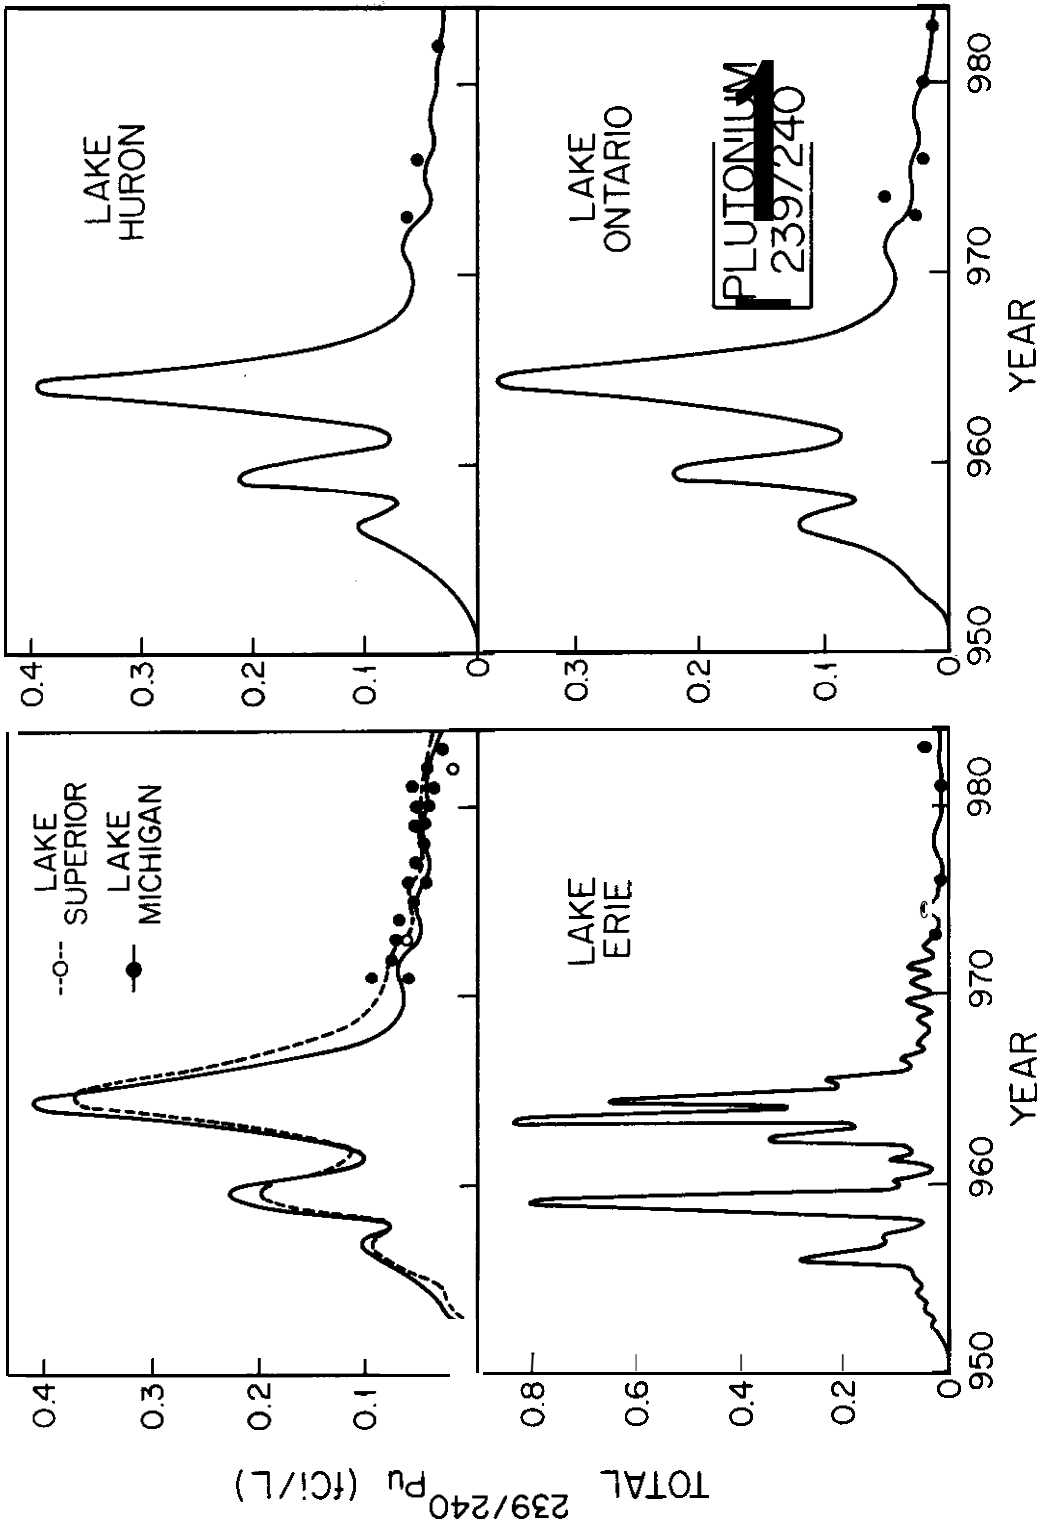 LAKE
SUPERIOR
LAKE
MICHIGAN
0.4
0.3
0.2
0.1
LAKE
HURON
0.4
0.3
0.2
0.1
0
TOTAL 239/240Pu (fCi/L)
LAKE
ERIE
0.8
0.6
0.4
0.2
0
950
960
970
980
YEAR
LAKE
ONTARIO
PLUTONIUM
239/240
0.3
0.2
0.1
0
950
960
970
980
YEAR